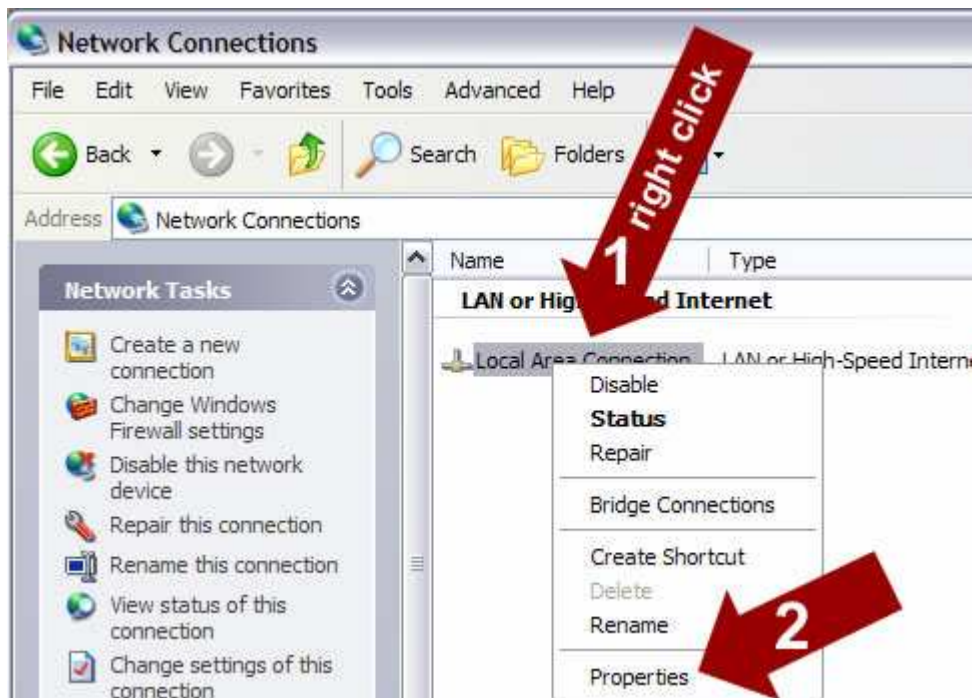 Network Connections
File Edit View Favorites Tools Advanced Help
Back Search Folders
Address Network Connections
1 right click
Name Type
Network Tasks
LAN or High Internet
Local Area Connection LAN or High-Speed
Create a new
connection
Change Windows
Firewall settings
Disable this network
device
Repair this connection
Rename this connection
View status of this
connection
Change settings of this
connection
Disable
Status
Repair
Bridge Connections
Create Shortcut
Delete
Rename
Properties
2